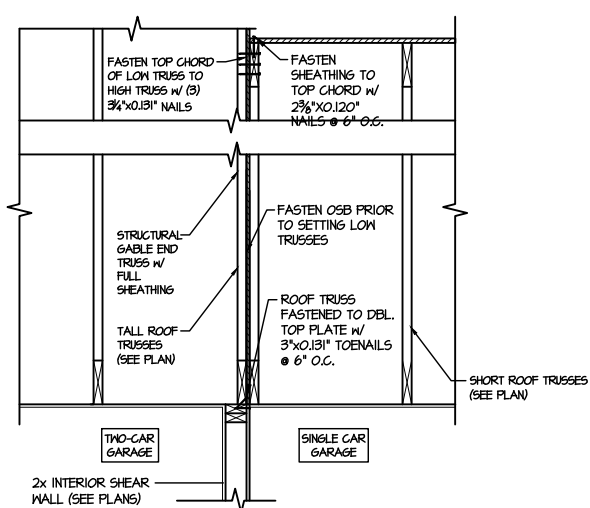 FASTEN TOP CHORD
OF LOW TRUSS TO
HIGH TRUSS W/ (3)
3¼"X0.131" NAILS
FASTEN
SHEATHING TO
TOP CHORD W/
2⅜"X0.120"
NAILS @ 6" O.C.
STRUCTURAL
GABLE END
TRUSS W/
FULL
SHEATHING
FASTEN OSB PRIOR
TO SETTING LOW
TRUSSES
TALL ROOF
TRUSSES
(SEE PLAN)
ROOF TRUSS
FASTENED TO DBL.
TOP PLATE W/
3"X0.131" TOENAILS
@ 6" O.C.
SHORT ROOF TRUSSES
(SEE PLAN)
TWO-CAR
GARAGE
SINGLE CAR
GARAGE
2x INTERIOR SHEAR
WALL (SEE PLANS)